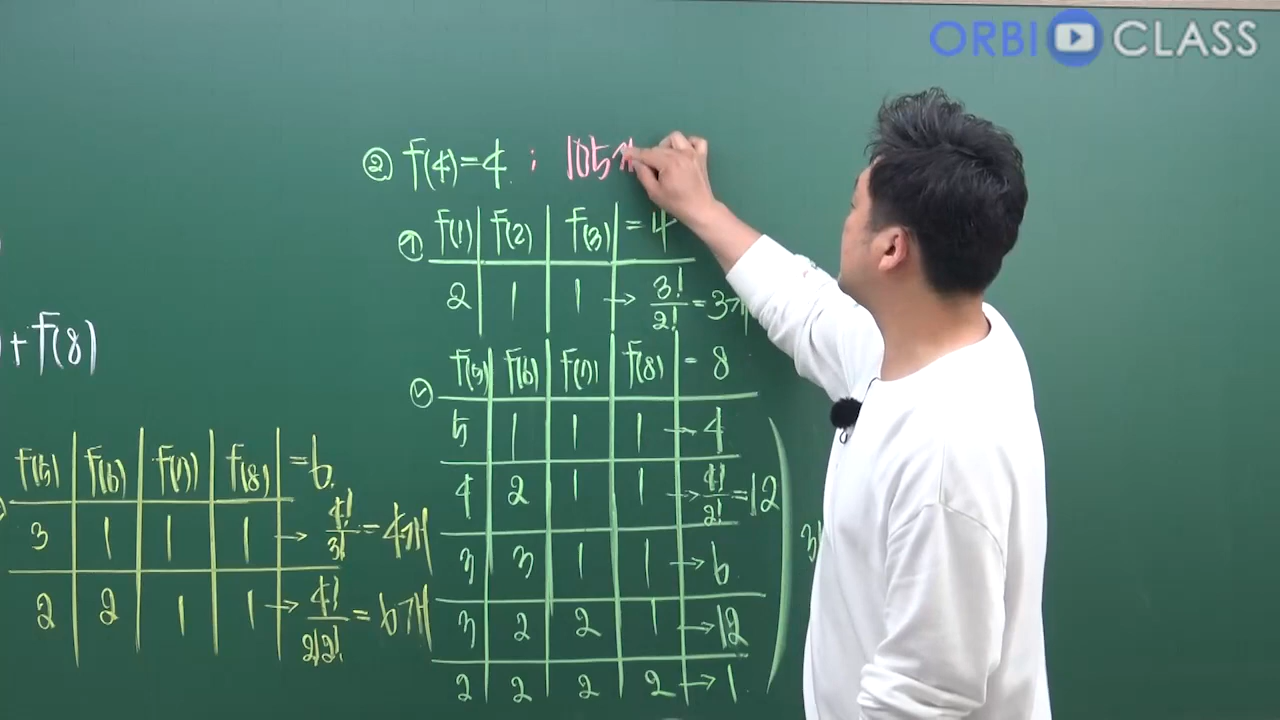 ORBI CLASS
② f(4)=4 : 105개
㉠ f(1) f(2) f(3) = 4
2 1 1 → 3!/2! = 3개
㉡ f(5) f(6) f(7) f(8) = 8
5 1 1 1 → 4
4 2 1 1 → 4!/2! = 12
3 3 1 1 → 6
3 2 2 1 → 12
2 2 2 2 → 1
+ f(8)
f(5) f(6) f(7) f(8) = 6
3 1 1 1 → 4!/3! = 4개
2 2 1 1 → 4!/2!2! = 6개